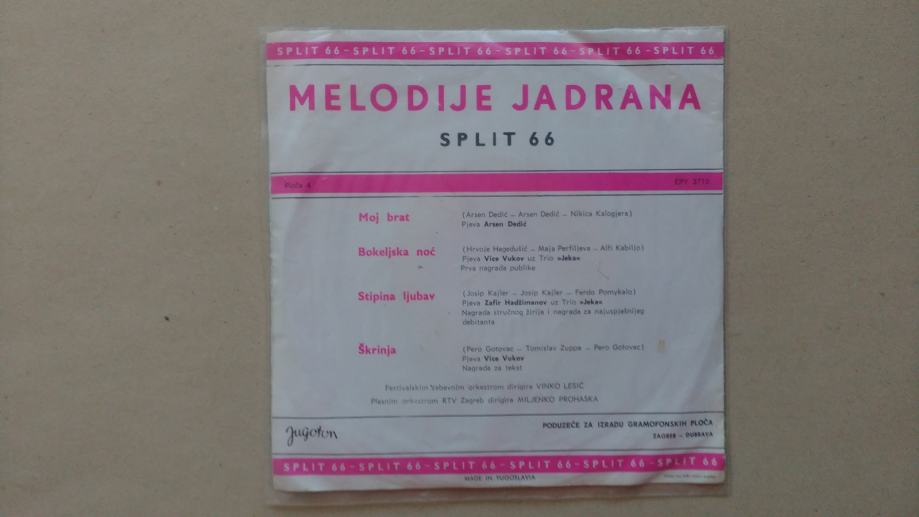 SPLIT 66 – SPLIT 66 – SPLIT 66 – SPLIT 66 – SPLIT 66 – SPLIT 66
MELODIJE JADRANA
SPLIT 66
Ploča 4 EPY 3710
Moj brat (Arsen Dedić – Arsen Dedić – Nikica Kalogjera)
Pjeva Arsen Dedić
Bokeljska noć (Hrvoje Hegedušić – Maja Perfiljeva – Alfi Kabiljo)
Pjeva Vice Vukov uz Trio »Jeka«
Prva nagrada publike
Stipina ljubav (Josip Kajler – Josip Kajler – Ferdo Pomykalo)
Pjeva Zafir Hadžimanov uz Trio »Jeka«
Nagrada stručnog žirija i nagrada za najuspješnijeg
debitanta
Škrinja (Pero Gotovac – Tomislav Zuppa – Pero Gotovac)
Pjeva Vice Vukov
Nagrada za tekst
Festivalskim zabavnim orkestrom dirigira VINKO LESIĆ
Plesnim orkestrom RTV Zagreb dirigira MILJENKO PROHASKA
Jugoton PODUZEĆE ZA IZRADU GRAMOFONSKIH PLOČA
ZAGREB – DUBRAVA
SPLIT 66 – SPLIT 66 – SPLIT 66 – SPLIT 66 – SPLIT 66 – SPLIT 66
MADE IN YUGOSLAVIA